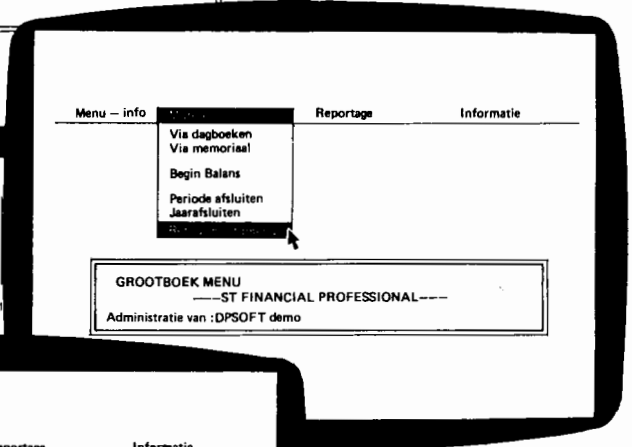 Menu — info Reportage Informatie
Via dagboeken
Via memoriaal
Begin Balans
Periode afsluiten
Jaarafsluiten
GROOTBOEK MENU
——ST FINANCIAL PROFESSIONAL———
Administratie van :DPSOFT demo
Informatie